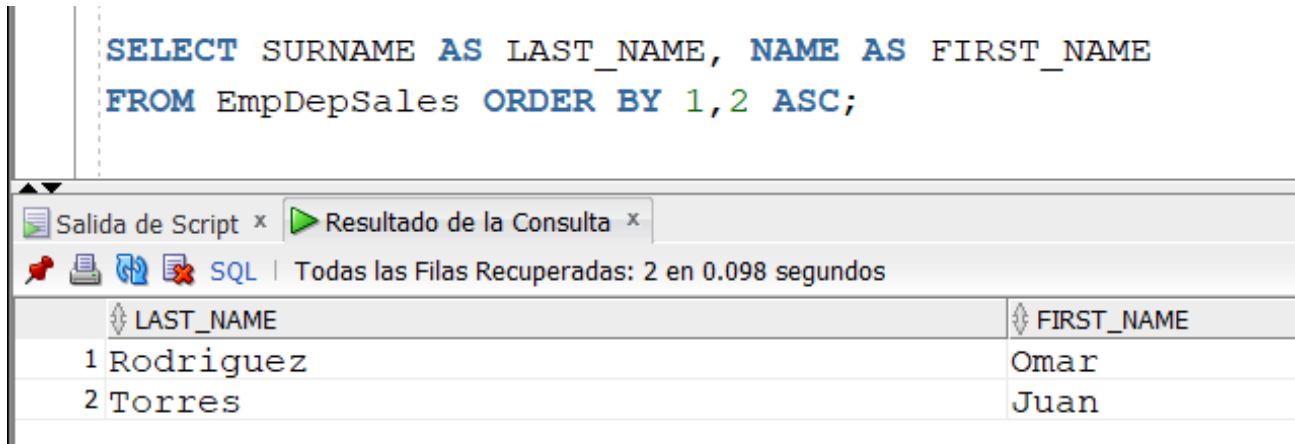 SELECT SURNAME AS LAST_NAME, NAME AS FIRST_NAME
FROM EmpDepSales ORDER BY 1,2 ASC;
Salida de Script x Resultado de la Consulta x
SQL | Todas las Filas Recuperadas: 2 en 0.098 segundos
LAST_NAME FIRST_NAME
1 Rodriguez Omar
2 Torres Juan